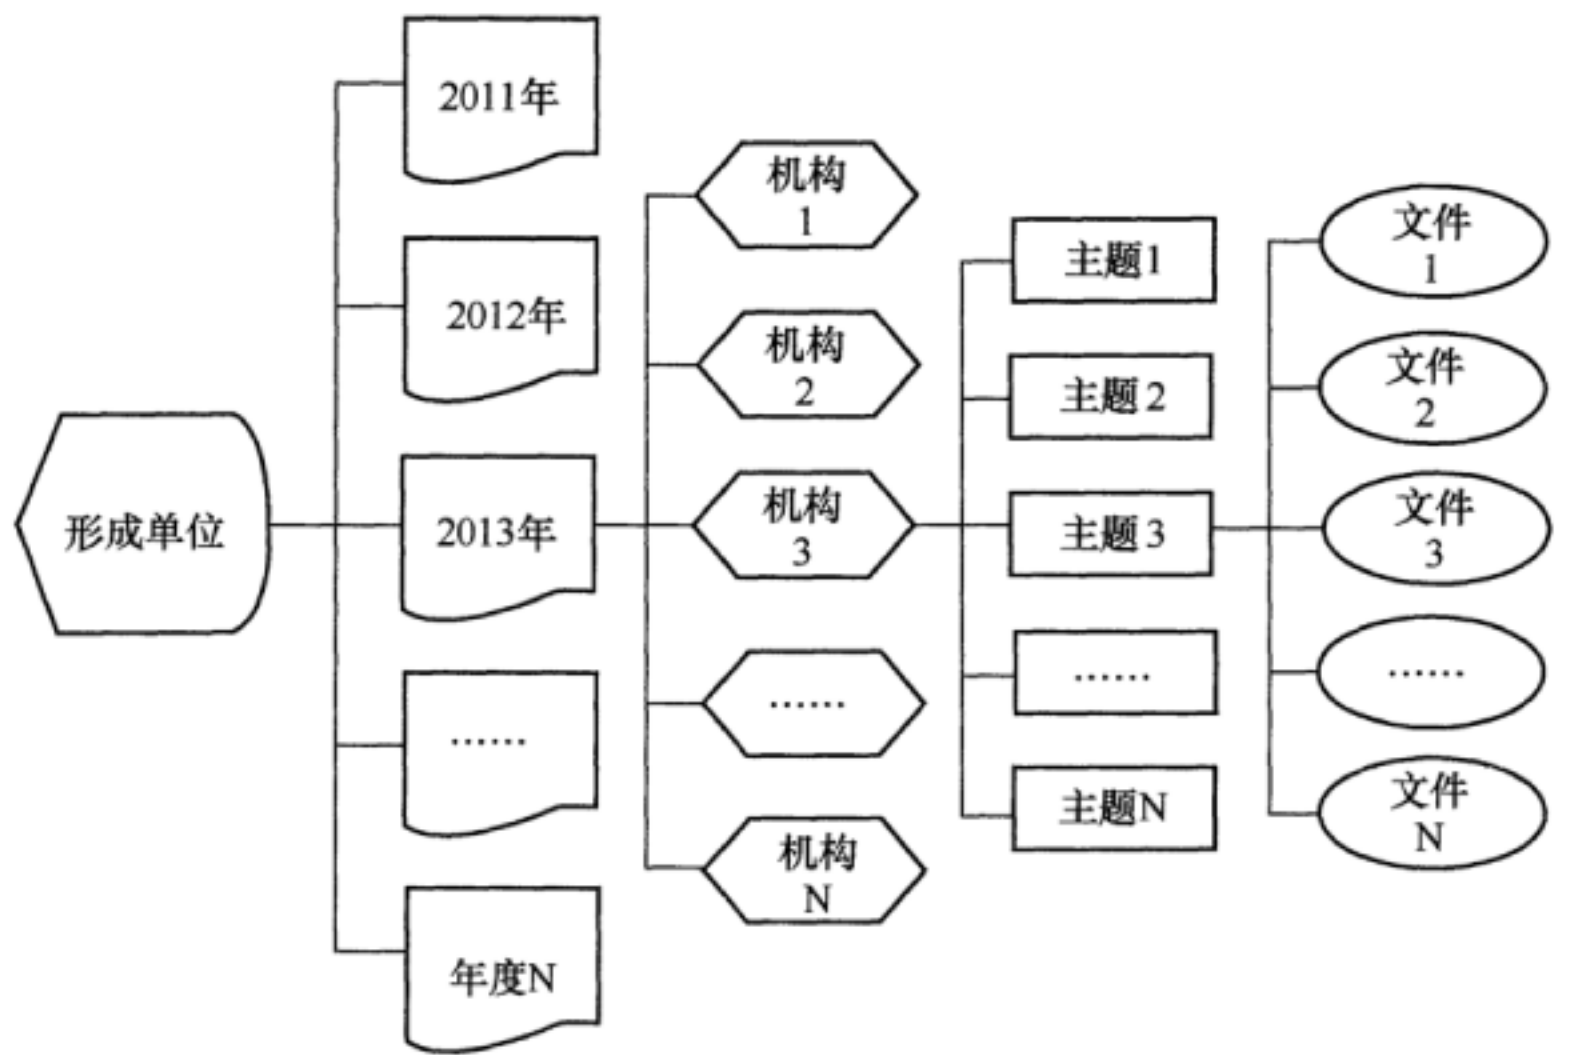 形成单位
2011年
2012年
2013年
……
年度N
机构
1
机构
2
机构
3
……
机构
N
主题1
主题2
主题3
……
主题N
文件
1
文件
2
文件
3
……
文件
N